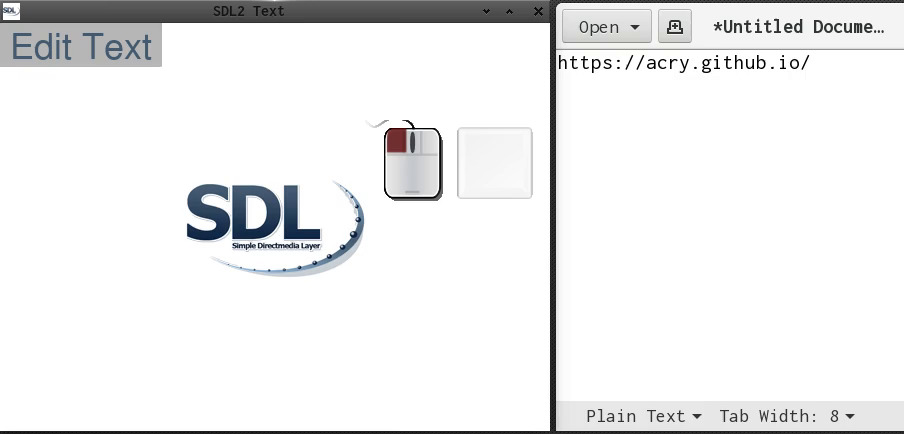 SDL
SDL2 Text
Edit Text
SDL
Simple Directmedia Layer
Open
*Untitled Docume…
https://acry.github.io/
Plain Text
Tab Width: 8